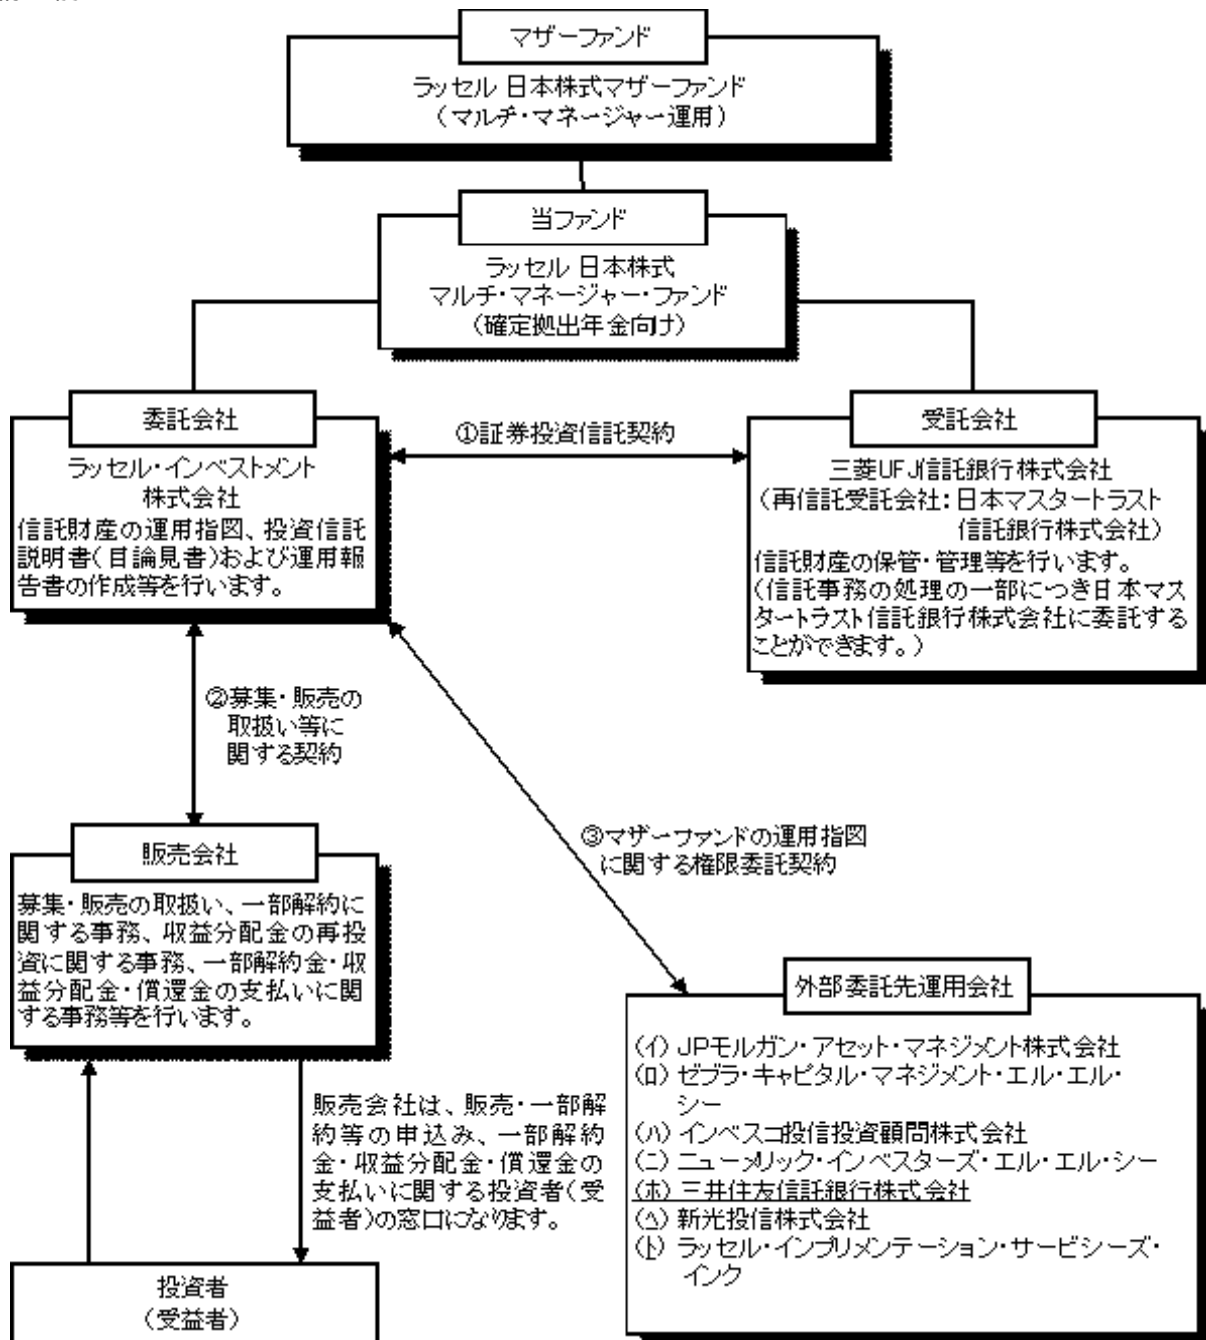 マザーファンド
ラッセル 日本株式マザーファンド
(マルチ・マネージャー運用)
当ファンド
ラッセル 日本株式
マルチ・マネージャー・ファンド
(確定拠出年金向け)
委託会社
ラッセル・インベストメント
株式会社
信託財産の運用指図、投資信託
説明書(目論見書)および運用報
告書の作成等を行います。
①証券投資信託契約
受託会社
三菱UFJ信託銀行株式会社
(再信託受託会社:日本マスタートラスト
信託銀行株式会社)
信託財産の保管・管理等を行います。
(信託事務の処理の一部につき日本マス
タートラスト信託銀行株式会社に委託する
ことができます。)
②募集・販売の
取扱い等に
関する契約
③マザーファンドの運用指図
に関する権限委託契約
販売会社
募集・販売の取扱い、一部解約に
関する事務、収益分配金の再投
資に関する事務、一部解約金・収
益分配金・償還金の支払いに関
する事務等を行います。
外部委託先運用会社
(イ) JPモルガン・アセット・マネジメント株式会社
(ロ) ゼブラ・キャピタル・マネジメント・エル・エル・
シー
(ハ) インベスコ投信投資顧問株式会社
(ニ) ニューメリック・インベスターズ・エル・エル・シー
(ホ) 三井住友信託銀行株式会社
(ヘ) 新光投信株式会社
(ト) ラッセル・インプリメンテーション・サービシーズ・
インク
販売会社は、販売・一部解
約等の申込み、一部解約
金・収益分配金・償還金の
支払いに関する投資者(受
益者)の窓口になります。
投資者
(受益者)